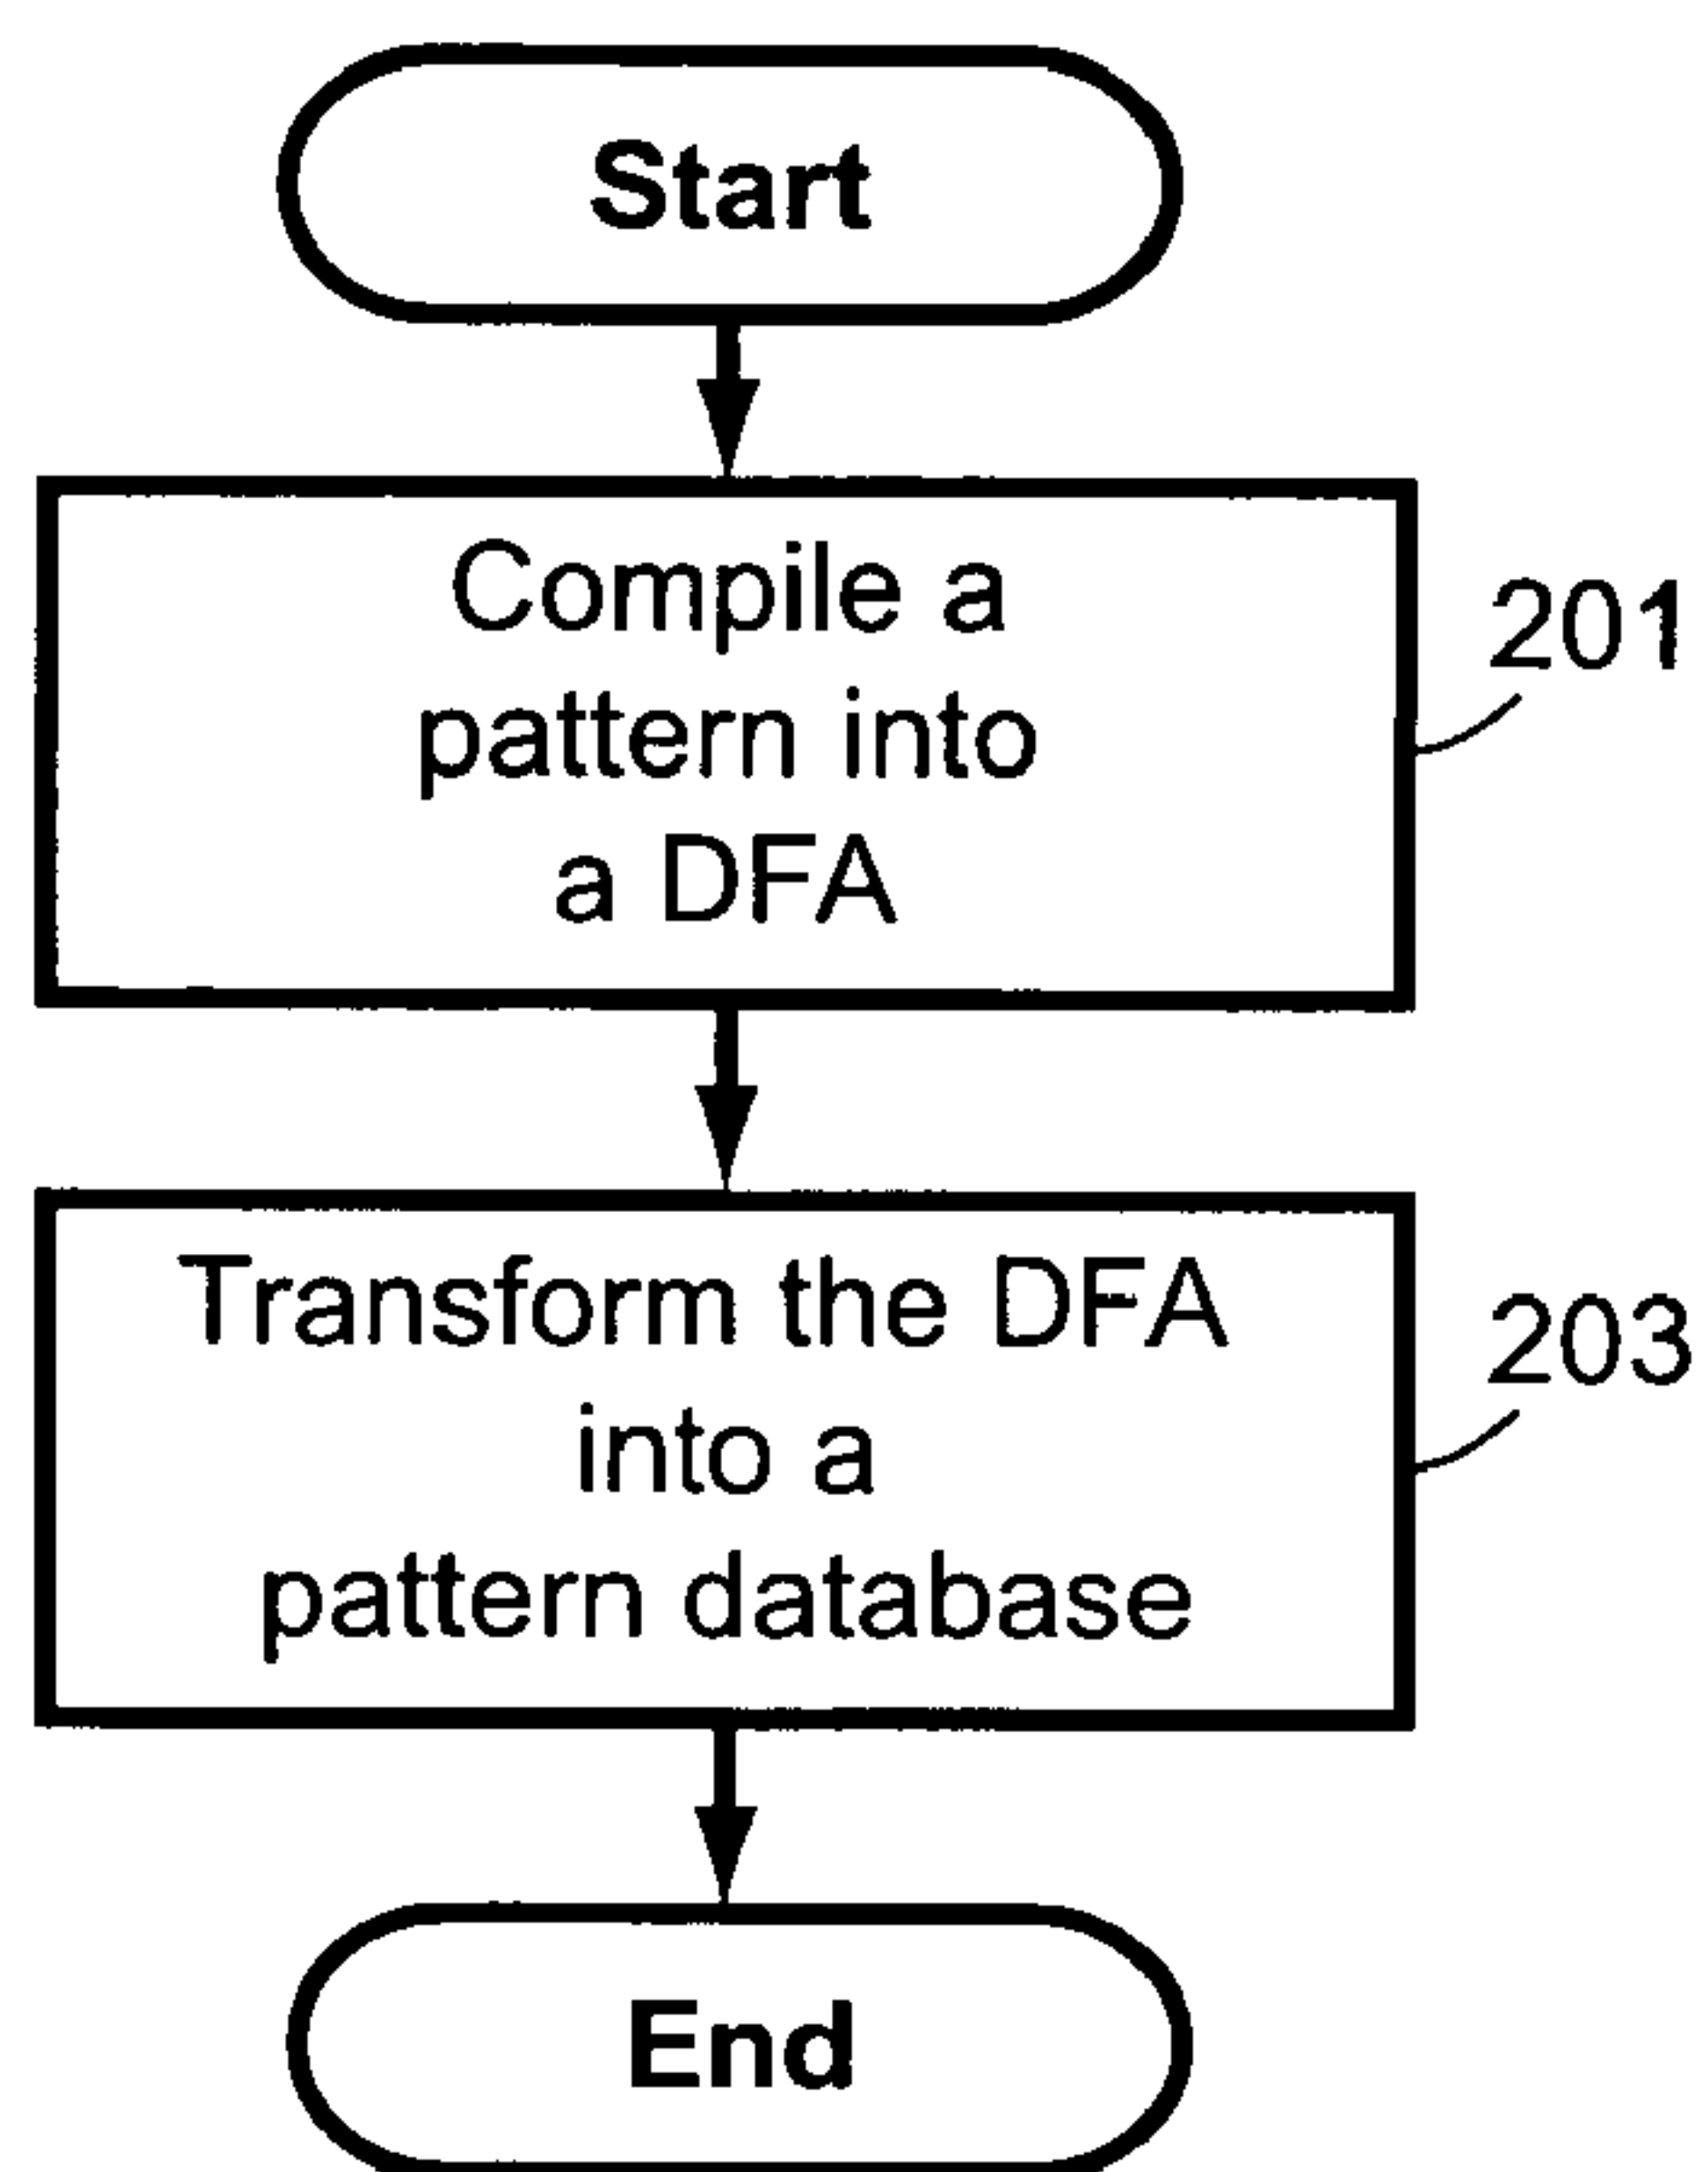 Start
Compile a
pattern into
a DFA
201
Transform the DFA
into a
pattern database
203
End